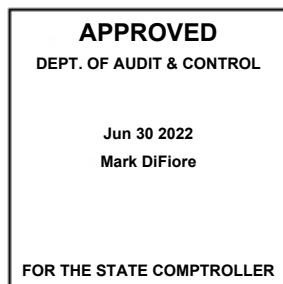 APPROVED
DEPT. OF AUDIT & CONTROL
Jun 30 2022
Mark DiFiore
FOR THE STATE COMPTROLLER